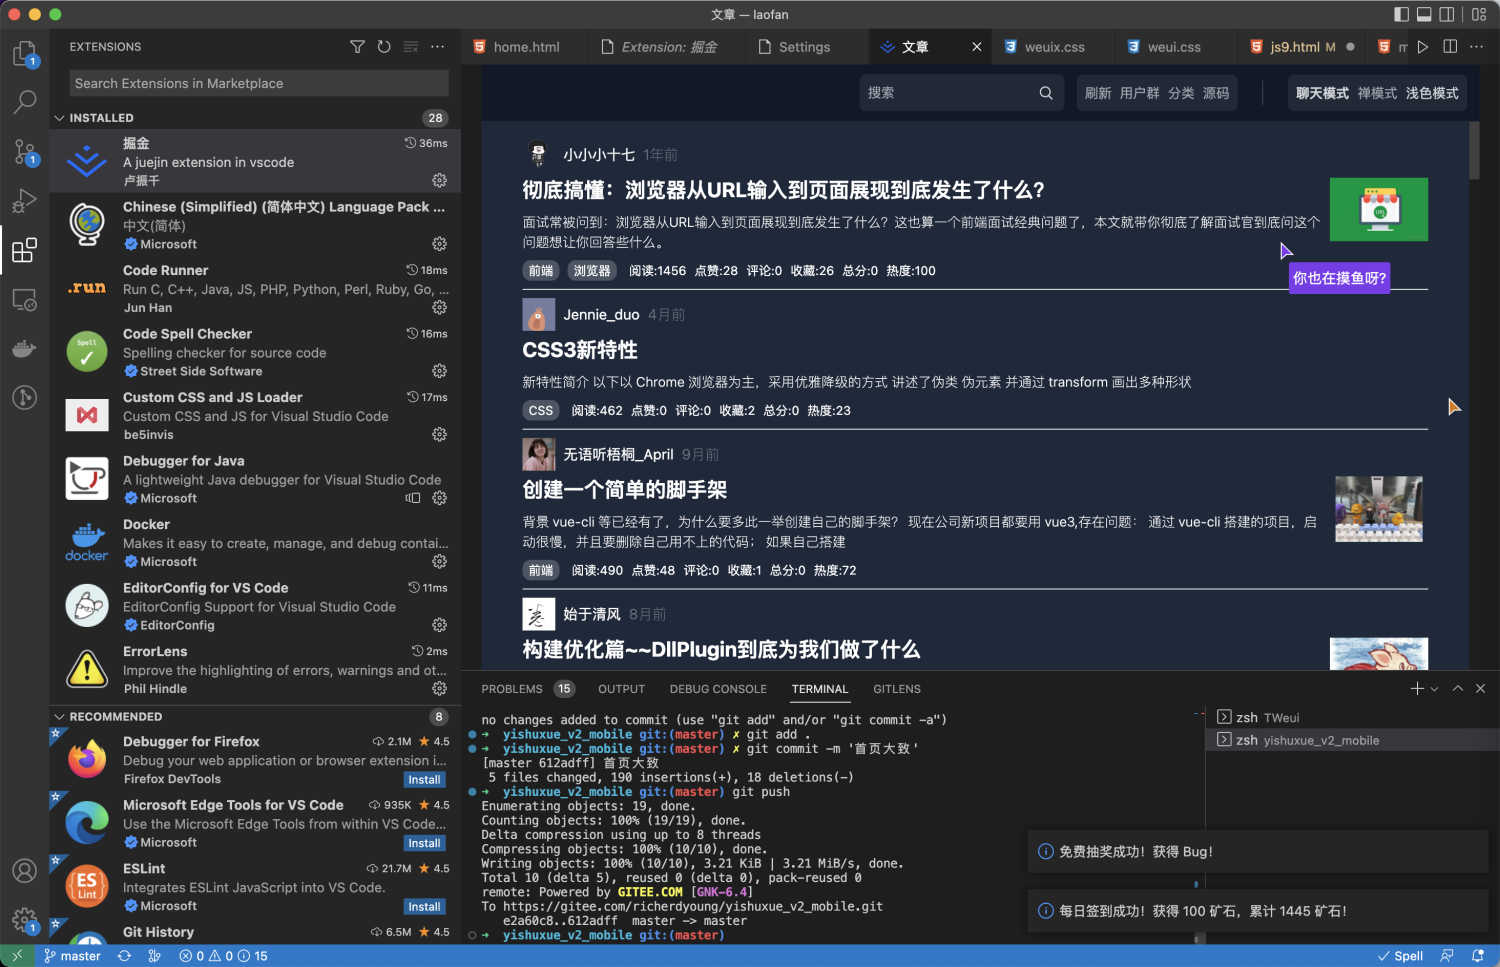 文章 — laofan
EXTENSIONS
Search Extensions in Marketplace
INSTALLED 28
掘金 36ms
A juejin extension in vscode
卢振千
Chinese (Simplified) (简体中文) Language Pack ...
中文(简体)
Microsoft
Code Runner 18ms
Run C, C++, Java, JS, PHP, Python, Perl, Ruby, Go, ...
Jun Han
.run
Code Spell Checker 16ms
Spelling checker for source code
Street Side Software
Spell
Custom CSS and JS Loader 17ms
Custom CSS and JS for Visual Studio Code
be5invis
Debugger for Java
A lightweight Java debugger for Visual Studio Code
Microsoft
Docker
Makes it easy to create, manage, and debug contai...
Microsoft
docker
EditorConfig for VS Code 11ms
EditorConfig Support for Visual Studio Code
EditorConfig
ErrorLens 2ms
Improve the highlighting of errors, warnings and ot...
Phil Hindle
RECOMMENDED 8
Debugger for Firefox 2.1M 4.5
Debug your web application or browser extension i...
Firefox DevTools Install
Microsoft Edge Tools for VS Code 935K 4.5
Use the Microsoft Edge Tools from within VS Code...
Microsoft Install
ESLint 21.7M 4.5
Integrates ESLint JavaScript into VS Code.
Microsoft Install
ES
Lint
Git History 6.5M 4.5
1
1
1
home.html Extension: 掘金 Settings 文章 weuix.css weui.css js9.html M m
搜索 刷新 用户群 分类 源码 聊天模式 禅模式 浅色模式
小小小十七 1年前
彻底搞懂：浏览器从URL输入到页面展现到底发生了什么？
面试常被问到：浏览器从URL输入到页面展现到底发生了什么？这也算一个前端面试经典问题了，本文就带你彻底了解面试官到底问这个
问题想让你回答些什么。
前端 浏览器 阅读:1456 点赞:28 评论:0 收藏:26 总分:0 热度:100
URL
你也在摸鱼呀?
Jennie_duo 4月前
CSS3新特性
新特性简介 以下以 Chrome 浏览器为主，采用优雅降级的方式 讲述了伪类 伪元素 并通过 transform 画出多种形状
CSS 阅读:462 点赞:0 评论:0 收藏:2 总分:0 热度:23
无语听梧桐_April 9月前
创建一个简单的脚手架
背景 vue-cli 等已经有了，为什么要多此一举创建自己的脚手架？ 现在公司新项目都要用 vue3,存在问题： 通过 vue-cli 搭建的项目，启
动很慢，并且要删除自己用不上的代码； 如果自己搭建
前端 阅读:490 点赞:48 评论:0 收藏:1 总分:0 热度:72
始于清风 8月前
构建优化篇~~DllPlugin到底为我们做了什么
PROBLEMS 15 OUTPUT DEBUG CONSOLE TERMINAL GITLENS
no changes added to commit (use "git add" and/or "git commit -a")
➜ yishuxue_v2_mobile git:(master) ✗ git add .
➜ yishuxue_v2_mobile git:(master) ✗ git commit -m '首页大致'
[master 612adff] 首页大致
5 files changed, 190 insertions(+), 18 deletions(-)
➜ yishuxue_v2_mobile git:(master) git push
Enumerating objects: 19, done.
Counting objects: 100% (19/19), done.
Delta compression using up to 8 threads
Compressing objects: 100% (10/10), done.
Writing objects: 100% (10/10), 3.21 KiB | 3.21 MiB/s, done.
Total 10 (delta 5), reused 0 (delta 0), pack-reused 0
remote: Powered by GITEE.COM [GNK-6.4]
To https://gitee.com/richerdyoung/yishuxue_v2_mobile.git
e2a60c8..612adff master -> master
➜ yishuxue_v2_mobile git:(master)
zsh TWeui
zsh yishuxue_v2_mobile
免费抽奖成功！获得 Bug！
每日签到成功！获得 100 矿石，累计 1445 矿石！
master 0 0 15 Spell